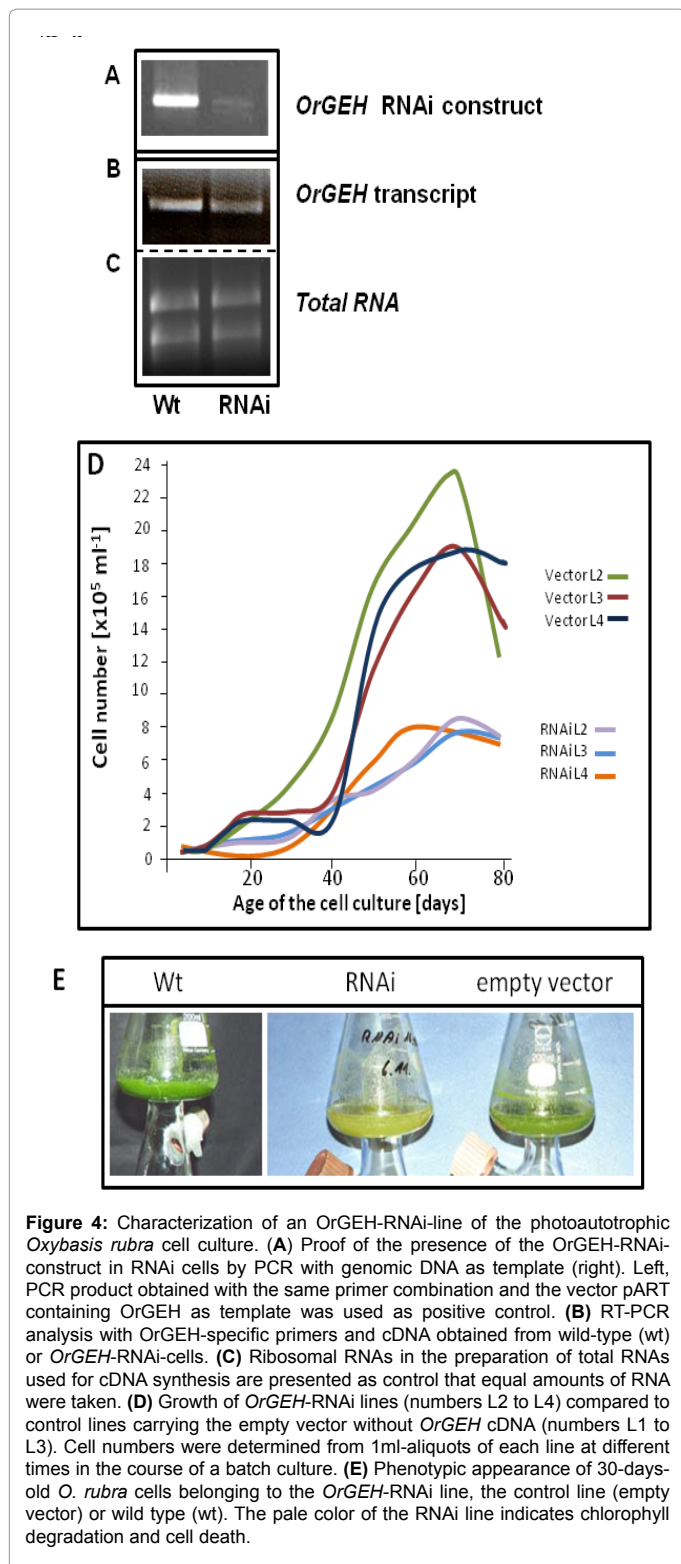 A
OrGEH RNAi construct
B
OrGEH transcript
C
Total RNA
Wt RNAi
D
24
22
20
18
16
14
12
10
8
6
4
2
0
Cell number [x10⁵ ml⁻¹]
Vector L2
Vector L3
Vector L4
RNAi L2
RNAi L3
RNAi L4
20 40 60 80
Age of the cell culture [days]
E
Wt RNAi empty vector
RNAi
6.11.
Figure 4: Characterization of an OrGEH-RNAi-line of the photoautotrophic
Oxybasis rubra cell culture. (A) Proof of the presence of the OrGEH-RNAi-
construct in RNAi cells by PCR with genomic DNA as template (right). Left,
PCR product obtained with the same primer combination and the vector pART
containing OrGEH as template was used as positive control. (B) RT-PCR
analysis with OrGEH-specific primers and cDNA obtained from wild-type (wt)
or OrGEH-RNAi-cells. (C) Ribosomal RNAs in the preparation of total RNAs
used for cDNA synthesis are presented as control that equal amounts of RNA
were taken. (D) Growth of OrGEH-RNAi lines (numbers L2 to L4) compared to
control lines carrying the empty vector without OrGEH cDNA (numbers L1 to
L3). Cell numbers were determined from 1ml-aliquots of each line at different
times in the course of a batch culture. (E) Phenotypic appearance of 30-days-
old O. rubra cells belonging to the OrGEH-RNAi line, the control line (empty
vector) or wild type (wt). The pale color of the RNAi line indicates chlorophyll
degradation and cell death.